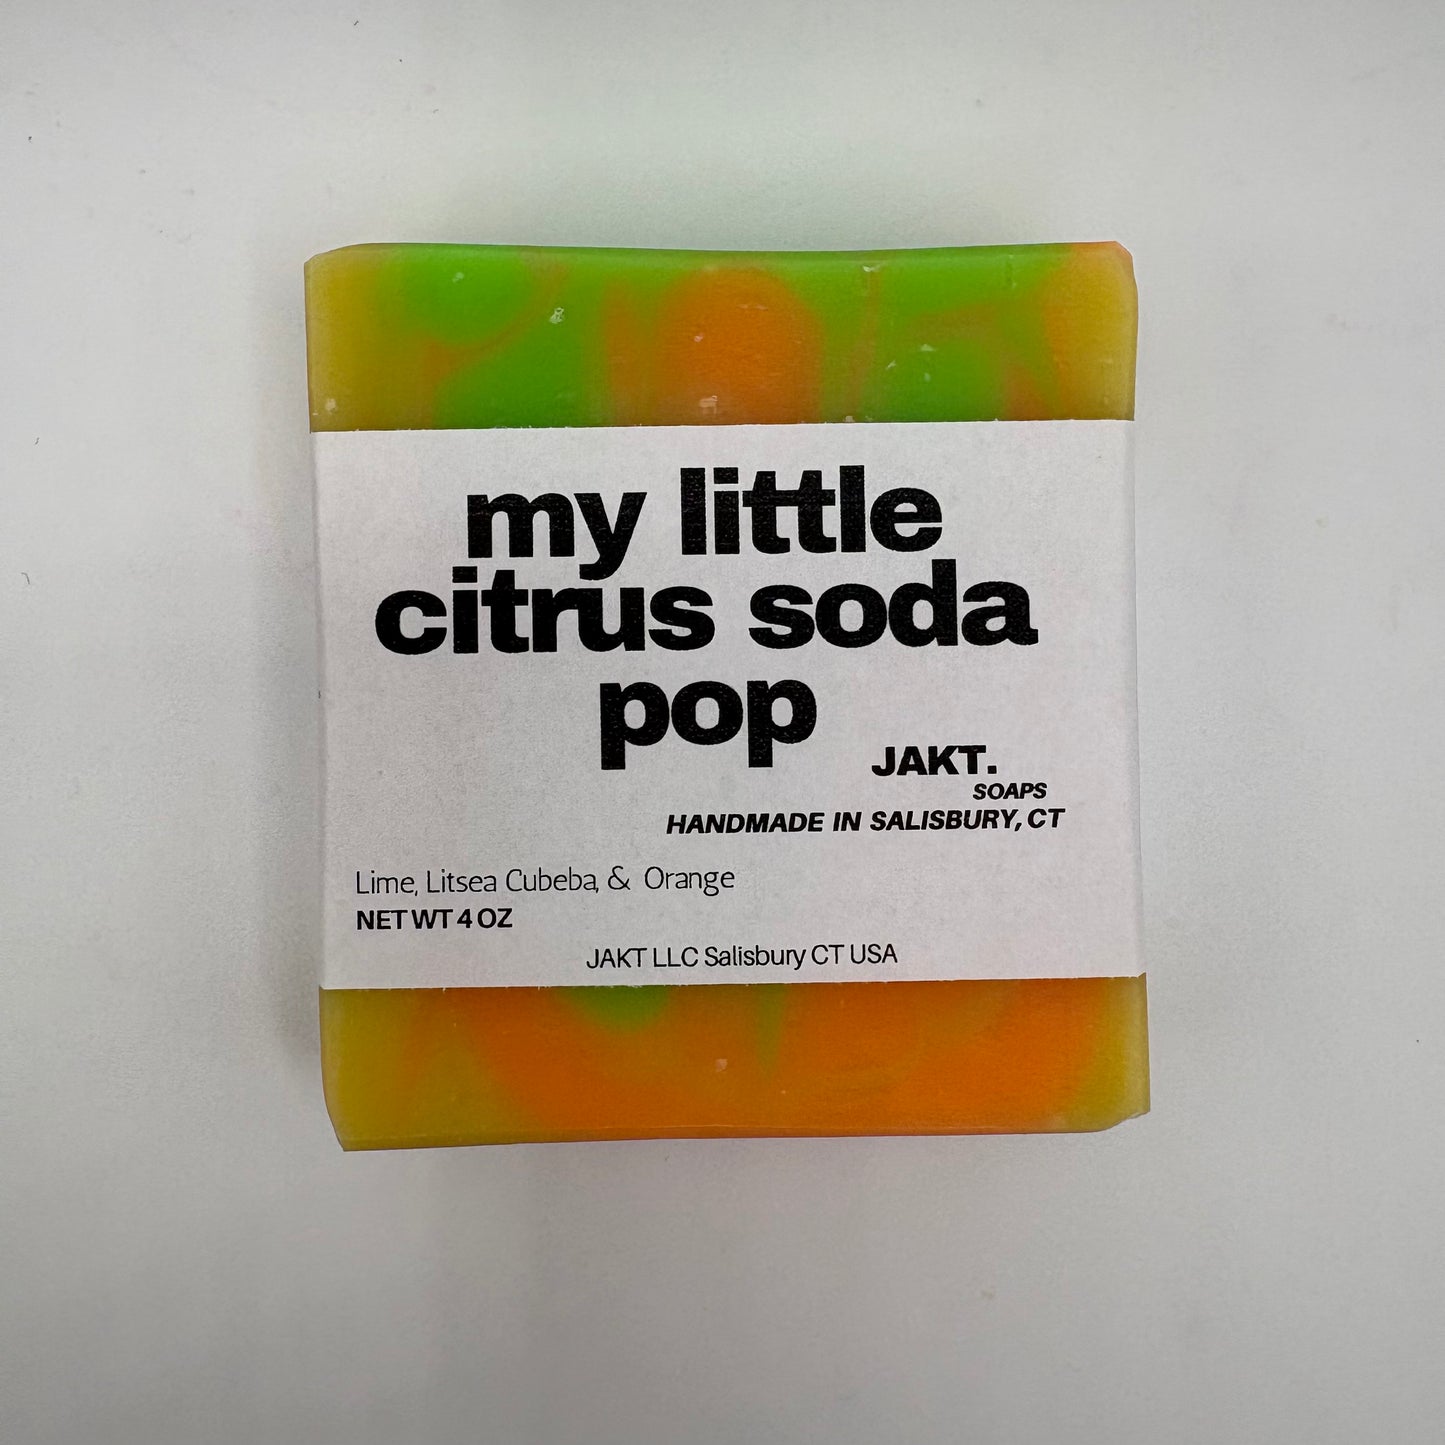 my little
citrus soda
pop
JAKT.
SOAPS
HANDMADE IN SALISBURY, CT
Lime, Litsea Cubeba, & Orange
NET WT 4 OZ
JAKT LLC Salisbury CT USA